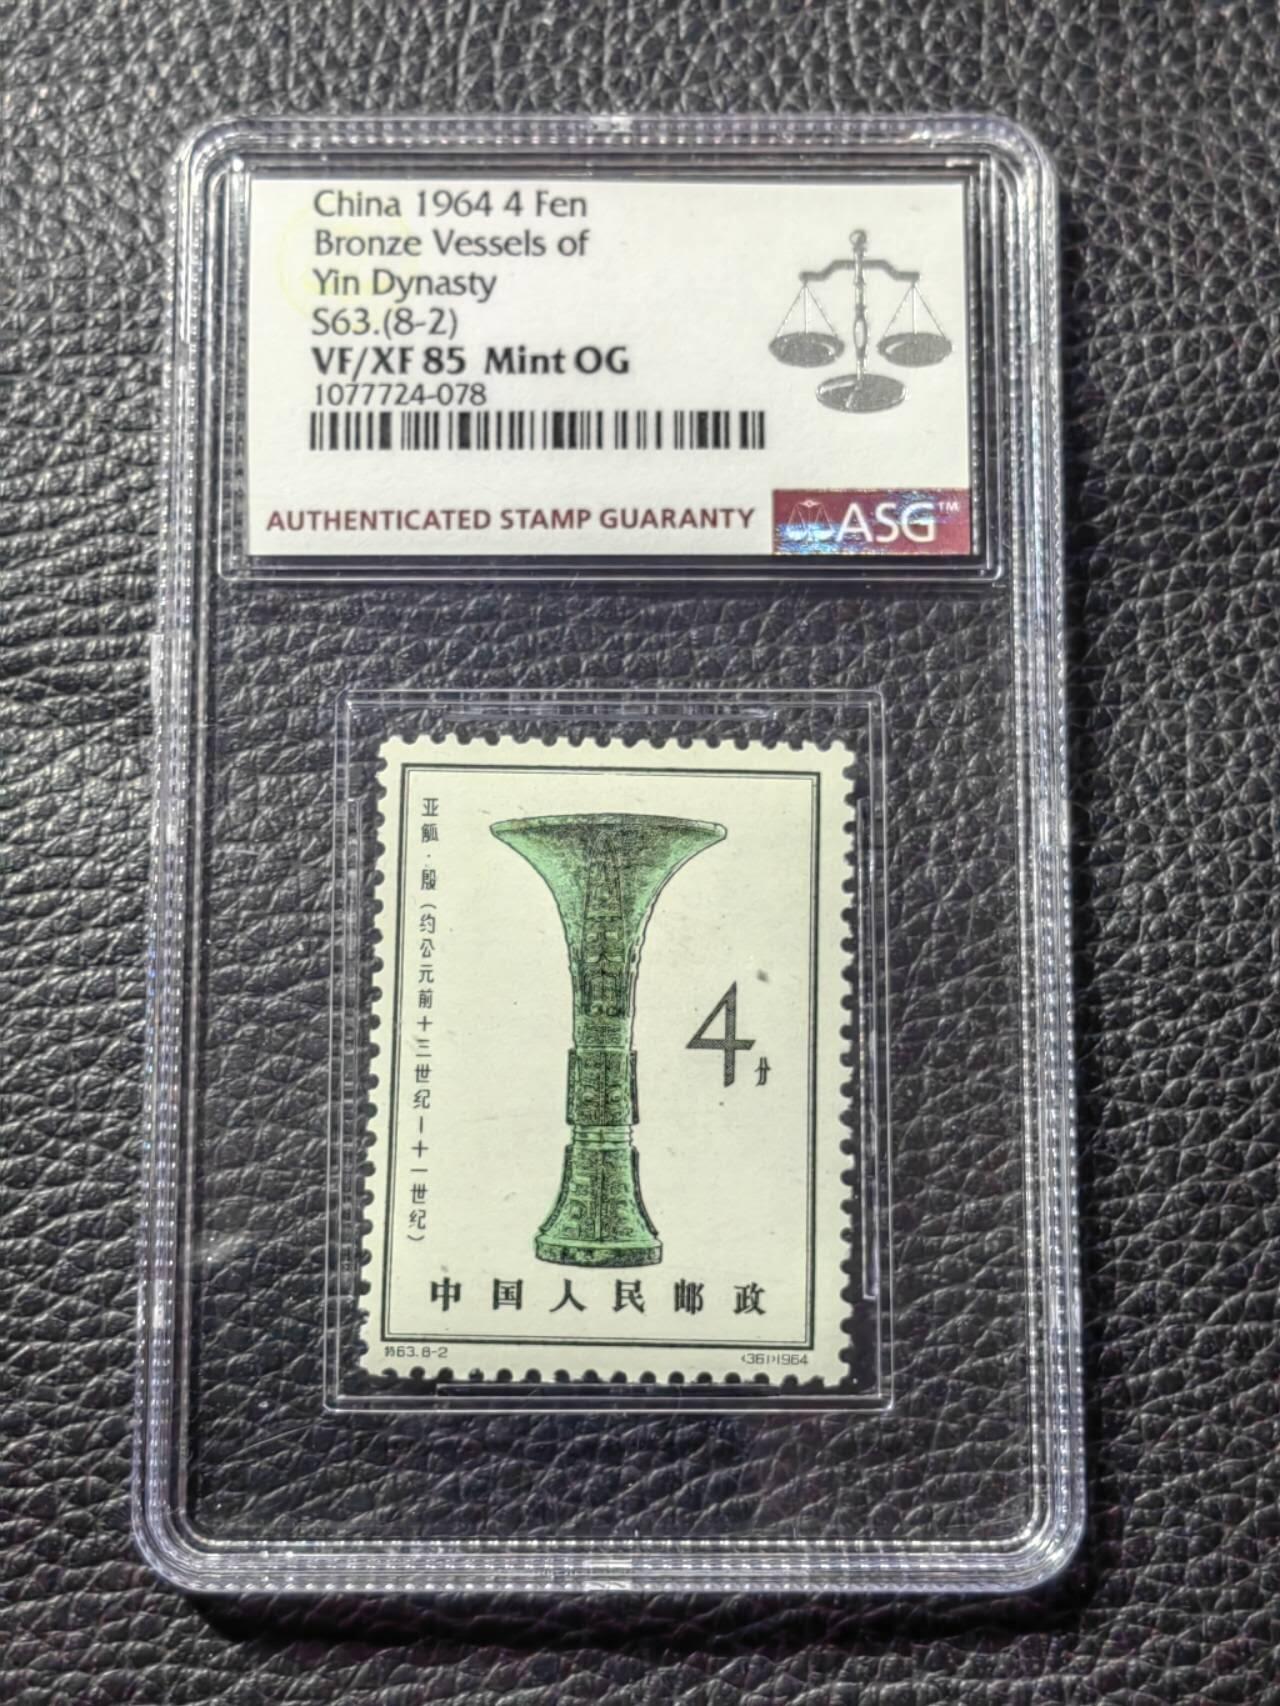 China 1964 4 Fen
Bronze Vessels of
Yin Dynasty
S63.(8-2)
VF/XF 85 Mint OG
1077724-078
AUTHENTICATED STAMP GUARANTY
ASG™
亚觚·殷(约公元前十三世纪—十一世纪)
4分
中国人民邮政
特63.8-2
(361)1964